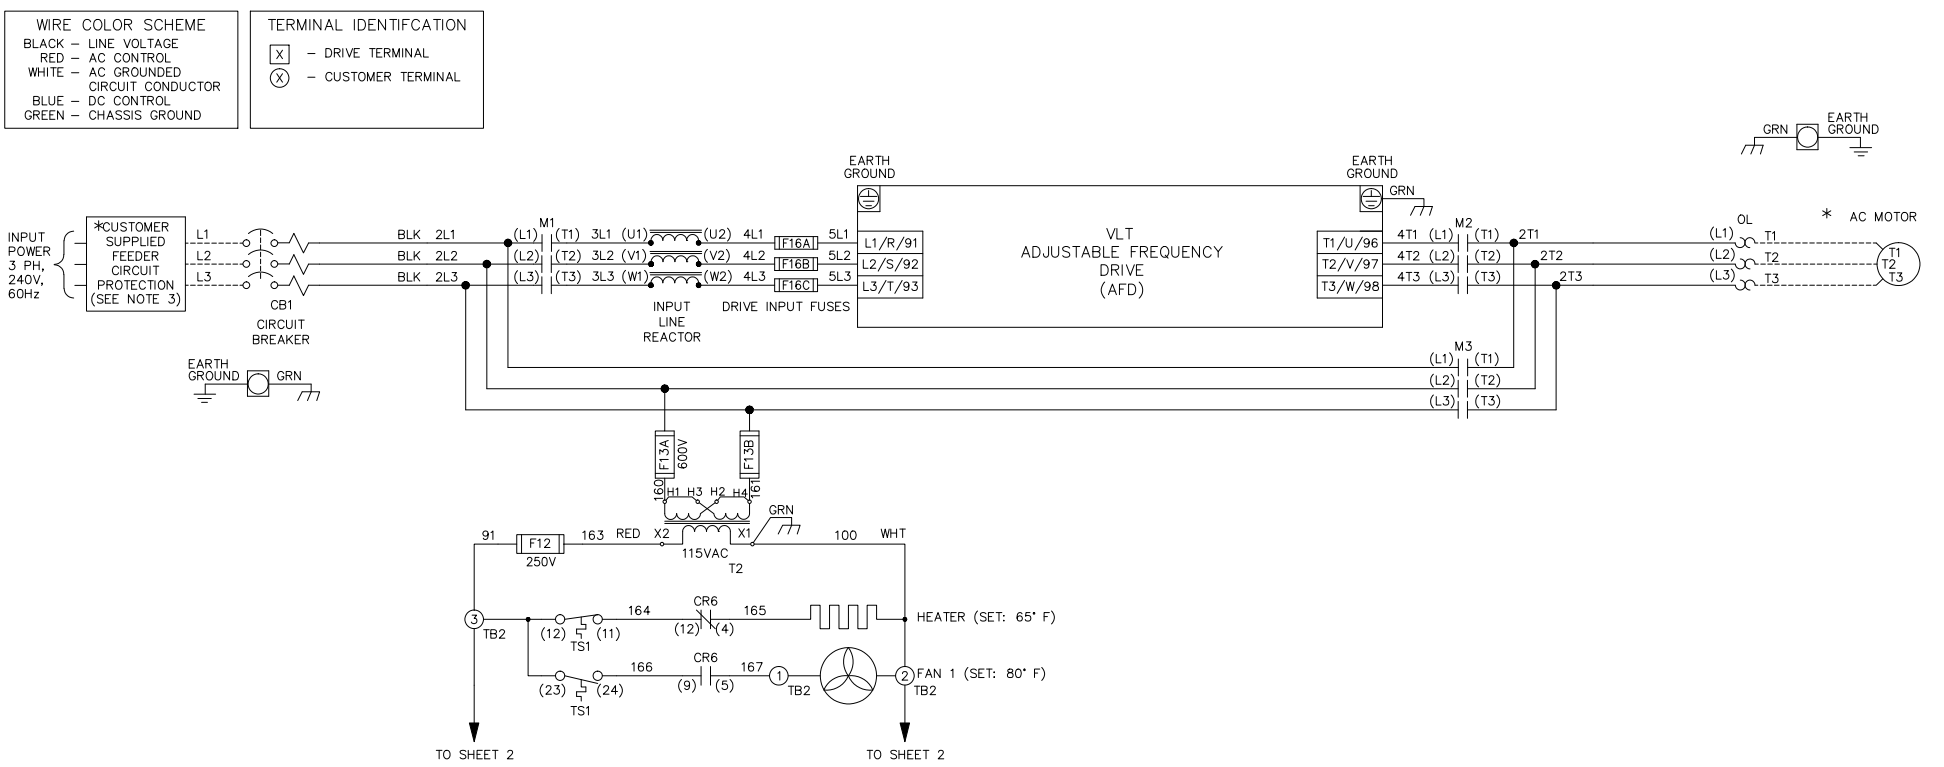 WIRE COLOR SCHEME
BLACK – LINE VOLTAGE
RED – AC CONTROL
WHITE – AC GROUNDED
CIRCUIT CONDUCTOR
BLUE – DC CONTROL
GREEN – CHASSIS GROUND
TERMINAL IDENTIFCATION
X – DRIVE TERMINAL
X – CUSTOMER TERMINAL
INPUT
POWER
3 PH,
240V,
60Hz
*CUSTOMER
SUPPLIED
FEEDER
CIRCUIT
PROTECTION
(SEE NOTE 3)
L1
L2
L3
CB1
CIRCUIT
BREAKER
EARTH
GROUND
GRN
BLK 2L1
BLK 2L2
BLK 2L3
M1
(L1) (T1) 3L1 (U1) (U2) 4L1 F16A 5L1 L1/R/91
(L2) (T2) 3L2 (V1) (V2) 4L2 F16B 5L2 L2/S/92
(L3) (T3) 3L3 (W1) (W2) 4L3 F16C 5L3 L3/T/93
INPUT
LINE
REACTOR
DRIVE INPUT FUSES
EARTH
GROUND
VLT
ADJUSTABLE FREQUENCY
DRIVE
(AFD)
EARTH
GROUND
GRN
M2
T1/U/96 4T1 (L1) (T1) 2T1
T2/V/97 4T2 (L2) (T2) 2T2
T3/W/98 4T3 (L3) (T3) 2T3
GRN
EARTH
GROUND
OL
* AC MOTOR
(L1) T1
(L2) T2
(L3) T3
T1
T2
T3
M3
(L1) (T1)
(L2) (T2)
(L3) (T3)
F13A
600V
F13B
160
H1 H3 H2 H4
161
GRN
91
F12
250V
163 RED X2
X1
115VAC
T2
100 WHT
3
TB2
(12) (11)
TS1
164
CR6
(12) (4)
165
HEATER (SET: 65° F)
(23) (24)
TS1
166
CR6
(9) (5)
167
1
TB2
2
TB2
FAN 1 (SET: 80° F)
TO SHEET 2
TO SHEET 2